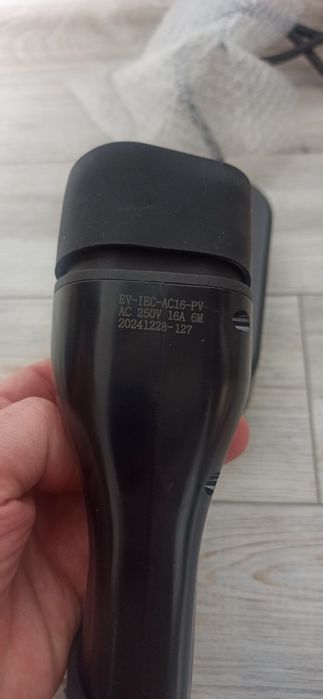 EV-IEC-AC16-PV
AC 250V 16A 6M
20241228-127